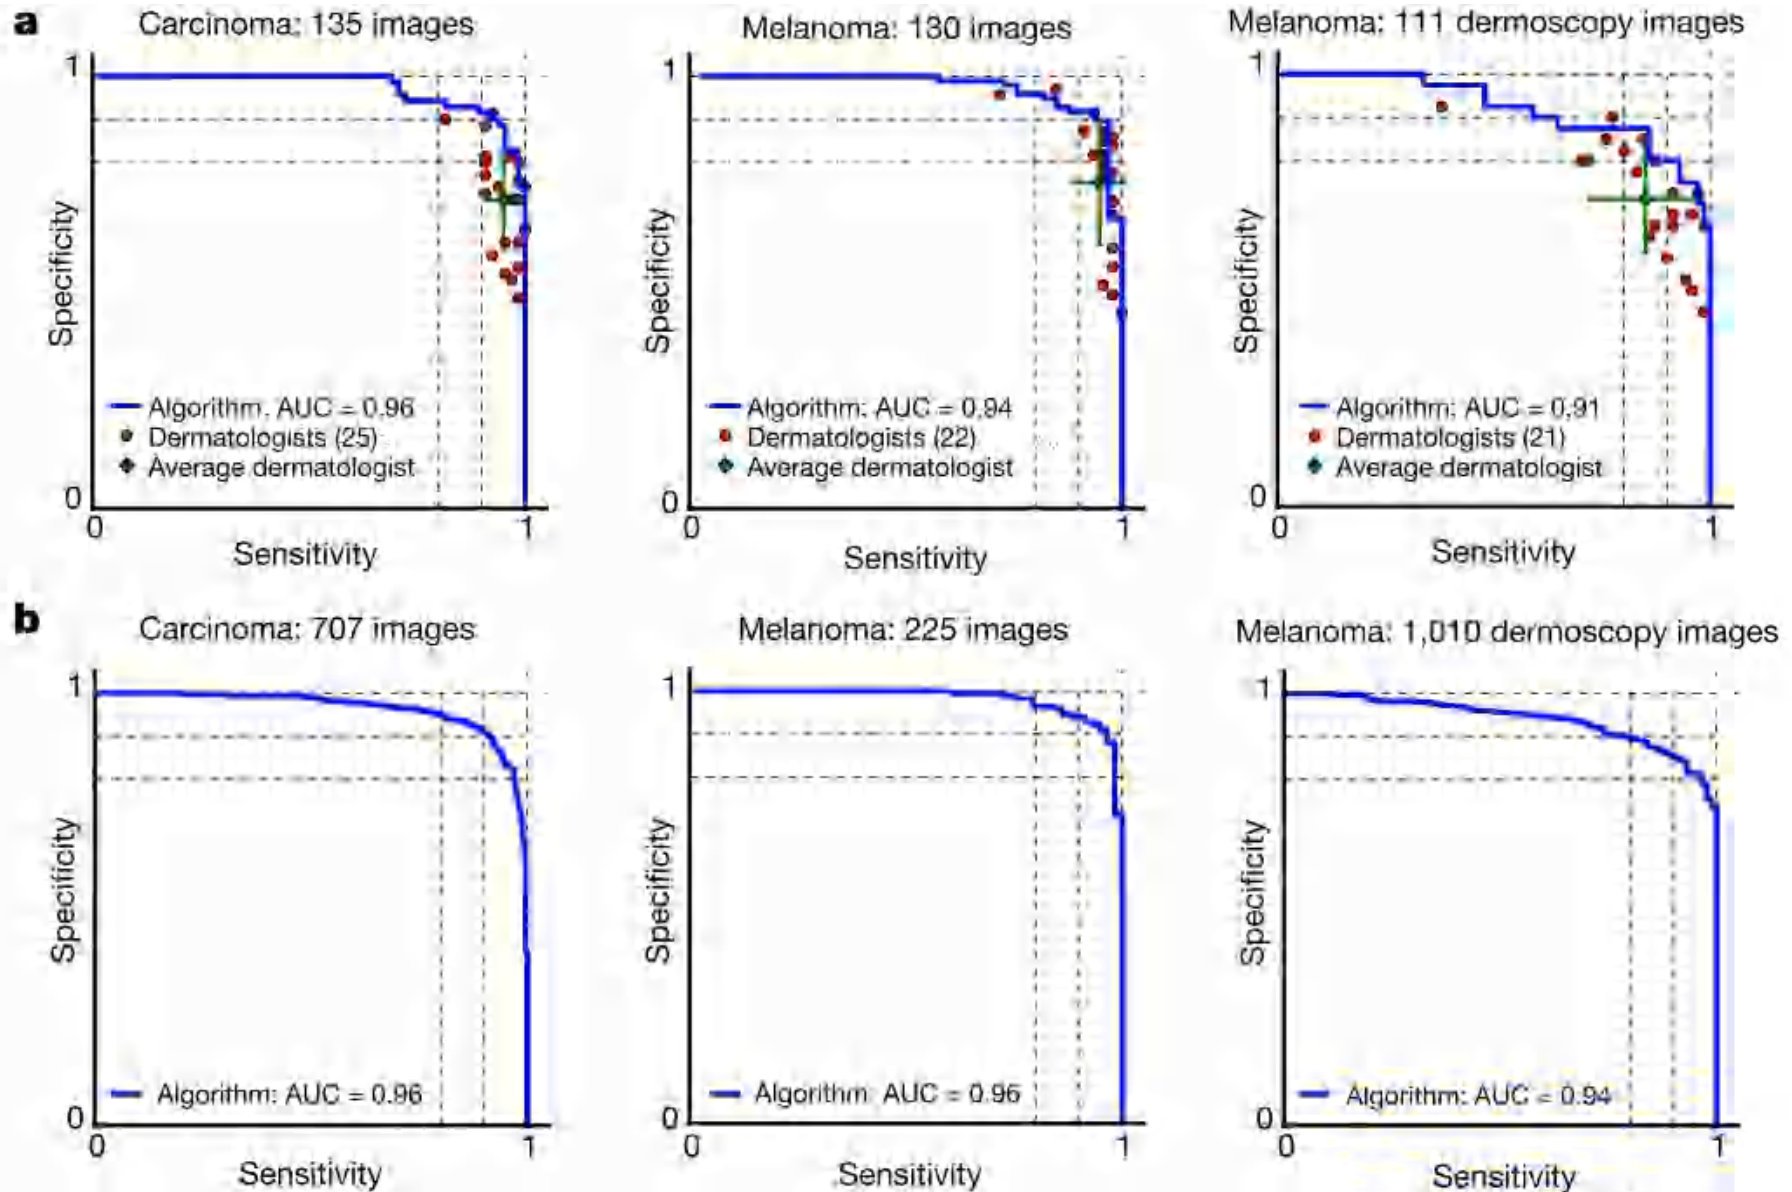 a
Carcinoma: 135 images
1
Specificity
Algorithm, AUC = 0.96
Dermatologists (25)
Average dermatologist
0
0
1
Sensitivity
Melanoma: 130 images
1
Specificity
Algorithm: AUC = 0.94
Dermatologists (22)
Average dermatologist
0
0
1
Sensitivity
Melanoma: 111 dermoscopy images
1
Specificity
Algorithm: AUC = 0.91
Dermatologists (21)
Average dermatologist
0
0
1
Sensitivity
b
Carcinoma: 707 images
1
Specificity
Algorithm: AUC = 0.96
0
0
1
Sensitivity
Melanoma: 225 images
1
Specificity
Algorithm: AUC = 0.96
0
0
1
Sensitivity
Melanoma: 1,010 dermoscopy images
1
Specificity
Algorithm: AUC = 0.94
0
0
1
Sensitivity